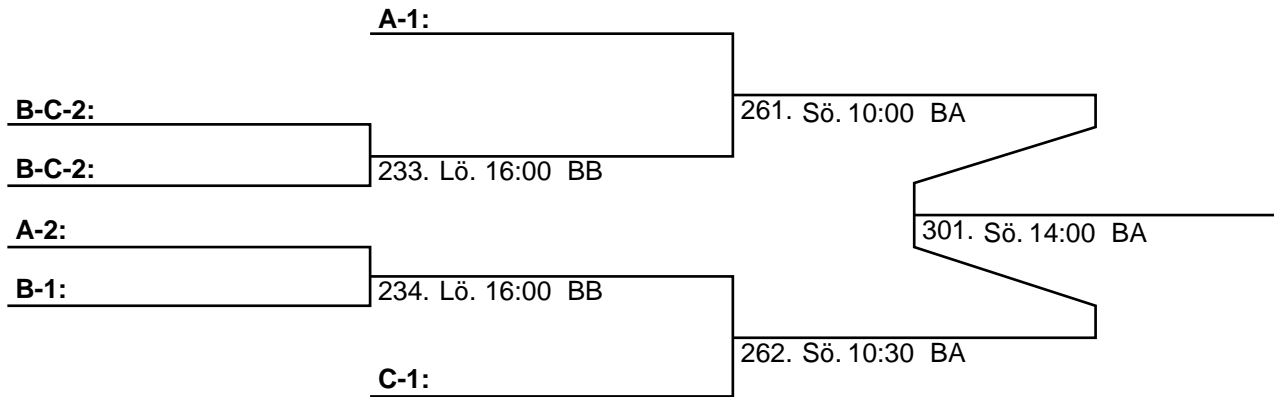 A-1:
B-C-2:
261. Sö. 10:00 BA
B-C-2:
233. Lö. 16:00 BB
A-2:
301. Sö. 14:00 BA
B-1:
234. Lö. 16:00 BB
262. Sö. 10:30 BA
C-1: